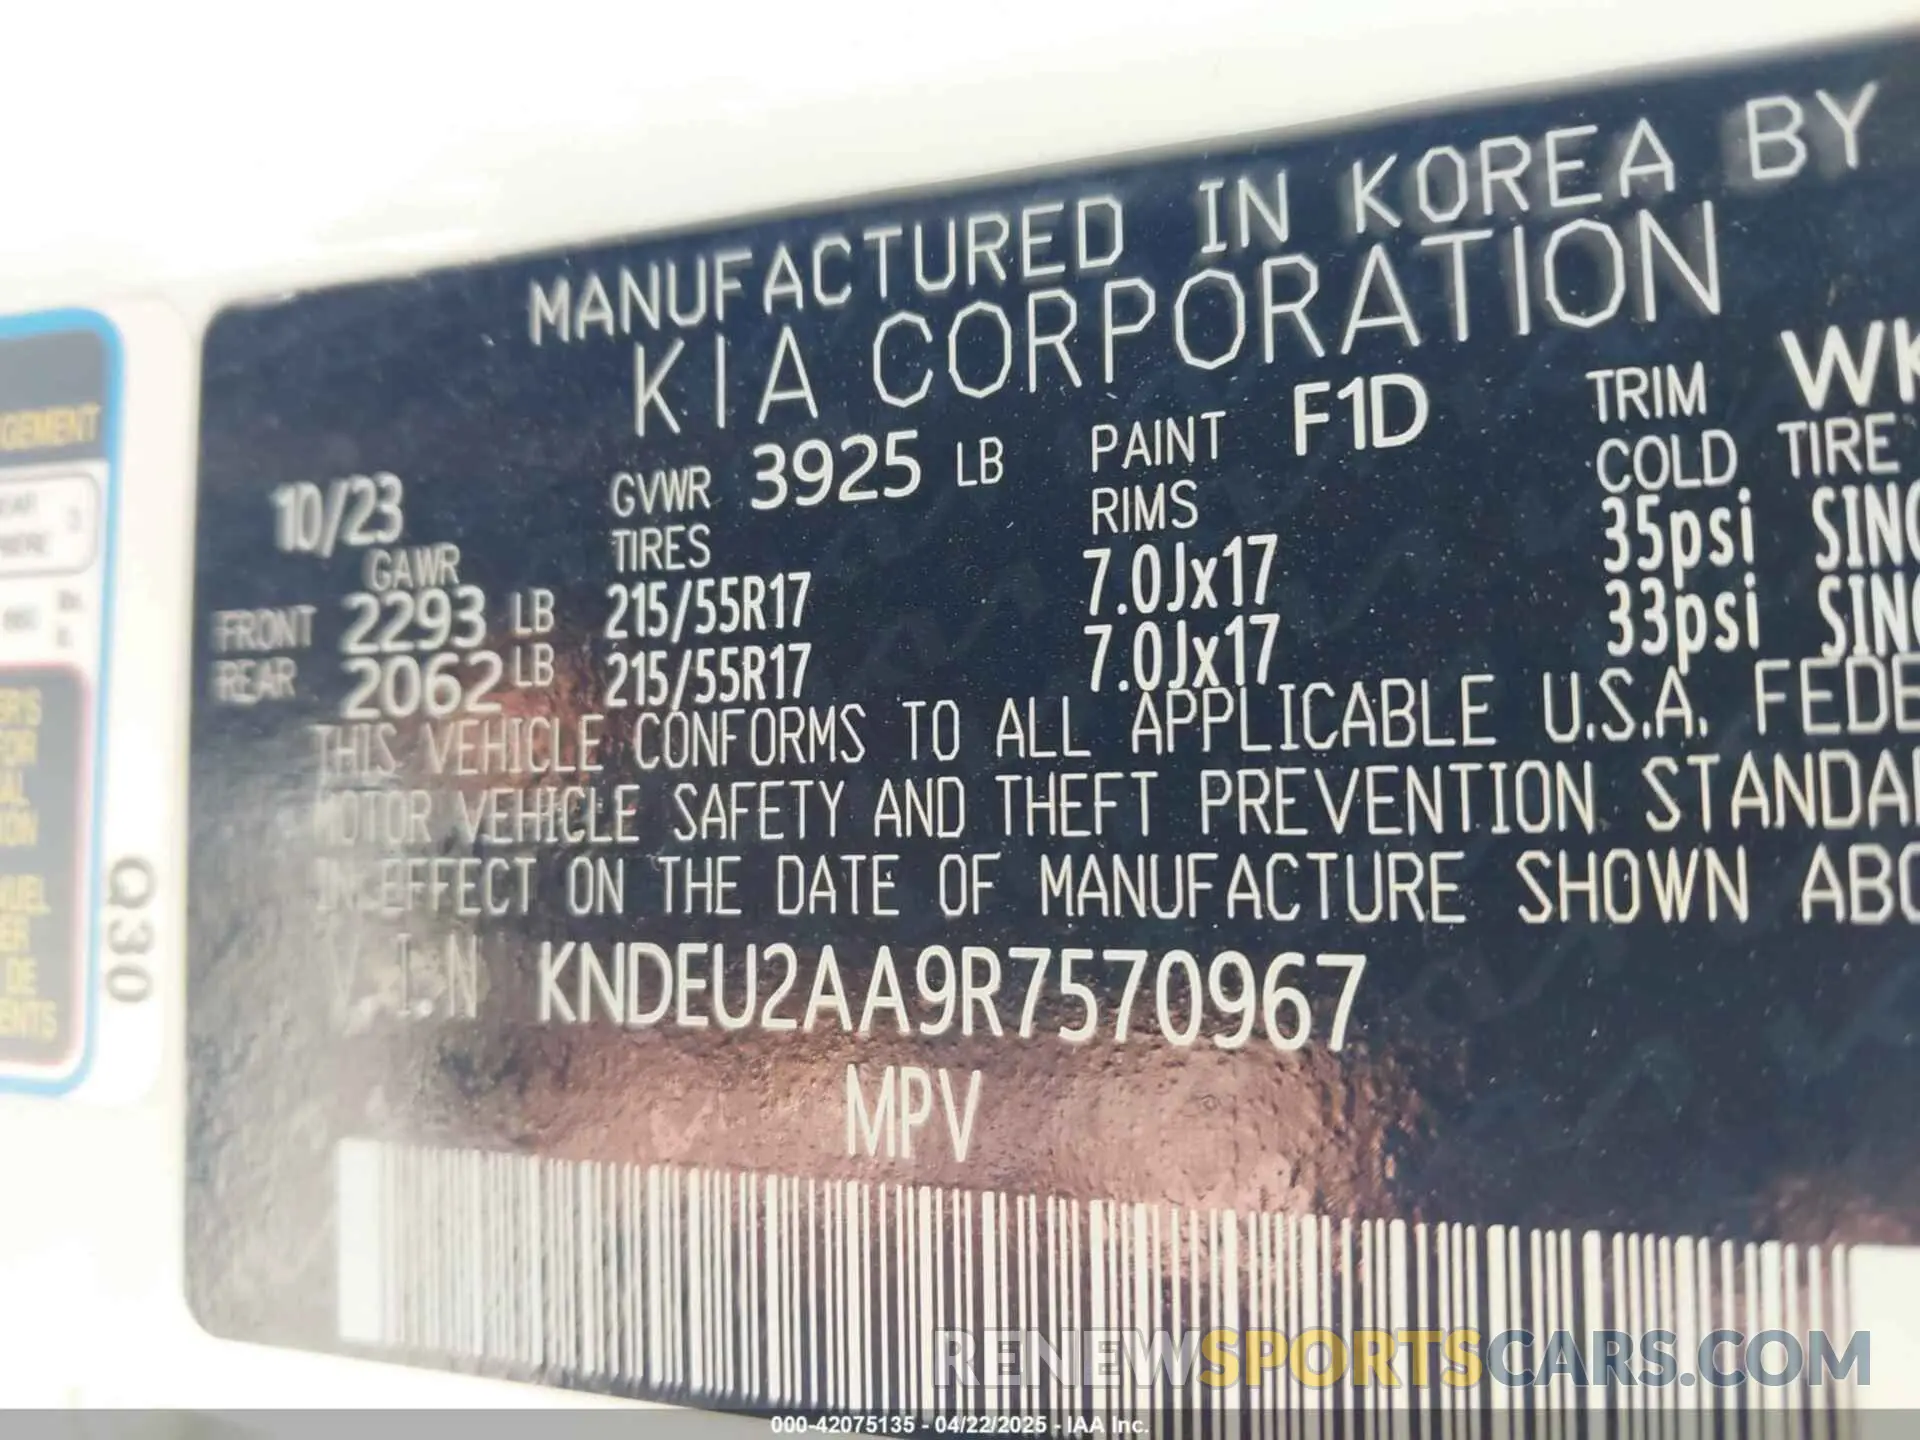 MANUFACTURED IN KOREA BY
KIA CORPORATION
10/23 GVWR 3925 LB PAINT F1D TRIM WK
GAWR TIRES RIMS COLD TIRE
FRONT 2293 LB 215/55R17 7.0Jx17 35psi
REAR 2062 LB 215/55R17 7.0Jx17 33psi
THIS VEHICLE CONFORMS TO ALL APPLICABLE U.S.A.
MOTOR VEHICLE SAFETY AND THEFT PREVENTION
IN EFFECT ON THE DATE OF MANUFACTURE SHOWN
V.I.N KNDEU2AA9R7570967
MPV
Q30
RENEWSPORTSCARS.COM
000-42075135 - 04/22/2025 - IAA Inc.